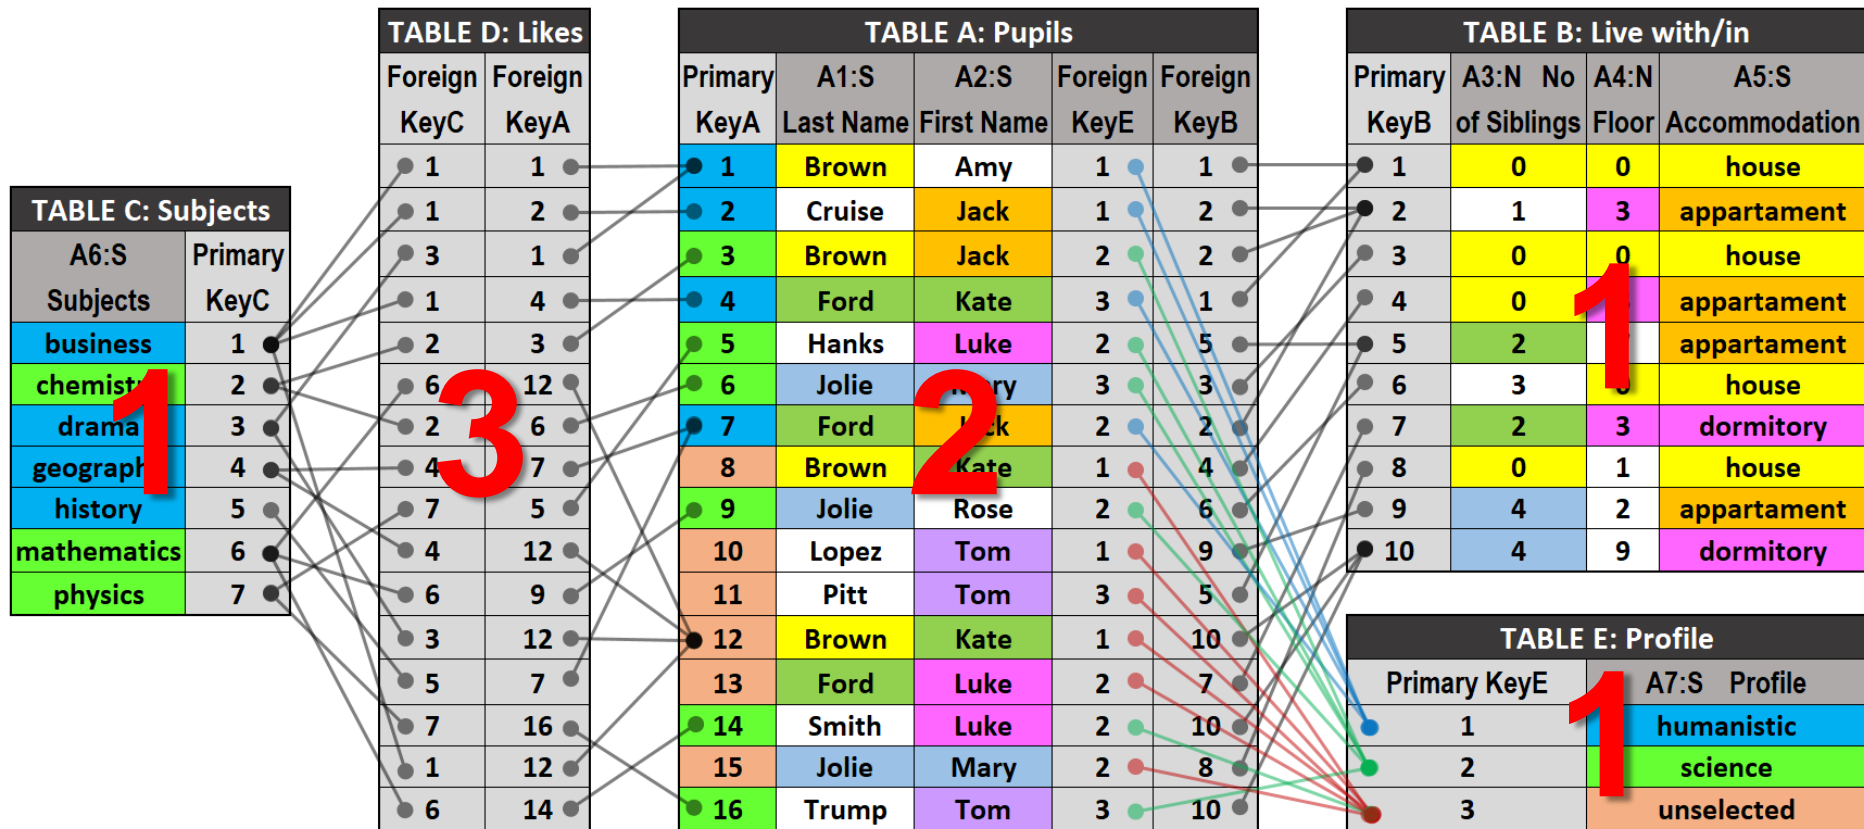 TABLE D: Likes
Foreign KeyC Foreign KeyA
1 1
1 2
3 1
1 4
2 3
6 12
2 6
4 7
7 5
4 12
6 9
3 12
5 7
7 16
1 12
6 14
TABLE A: Pupils
Primary KeyA A1:S Last Name A2:S First Name Foreign KeyE Foreign KeyB
1 Brown Amy 1 1
2 Cruise Jack 1 2
3 Brown Jack 2 2
4 Ford Kate 3 1
5 Hanks Luke 2 5
6 Jolie Mary 3 3
7 Ford Jack 2 2
8 Brown Kate 1 4
9 Jolie Rose 2 6
10 Lopez Tom 1 9
11 Pitt Tom 3 5
12 Brown Kate 1 10
13 Ford Luke 2 7
14 Smith Luke 2 10
15 Jolie Mary 2 8
16 Trump Tom 3 10
TABLE B: Live with/in
Primary KeyB A3:N No of Siblings A4:N Floor A5:S Accommodation
1 0 0 house
2 1 3 appartament
3 0 0 house
4 0 appartament
5 2 appartament
6 3 0 house
7 2 3 dormitory
8 0 1 house
9 4 2 appartament
10 4 9 dormitory
TABLE C: Subjects
A6:S Subjects Primary KeyC
business 1
chemistry 2
drama 3
geography 4
history 5
mathematics 6
physics 7
TABLE E: Profile
Primary KeyE A7:S Profile
1 humanistic
2 science
3 unselected
1
3
2
1
1